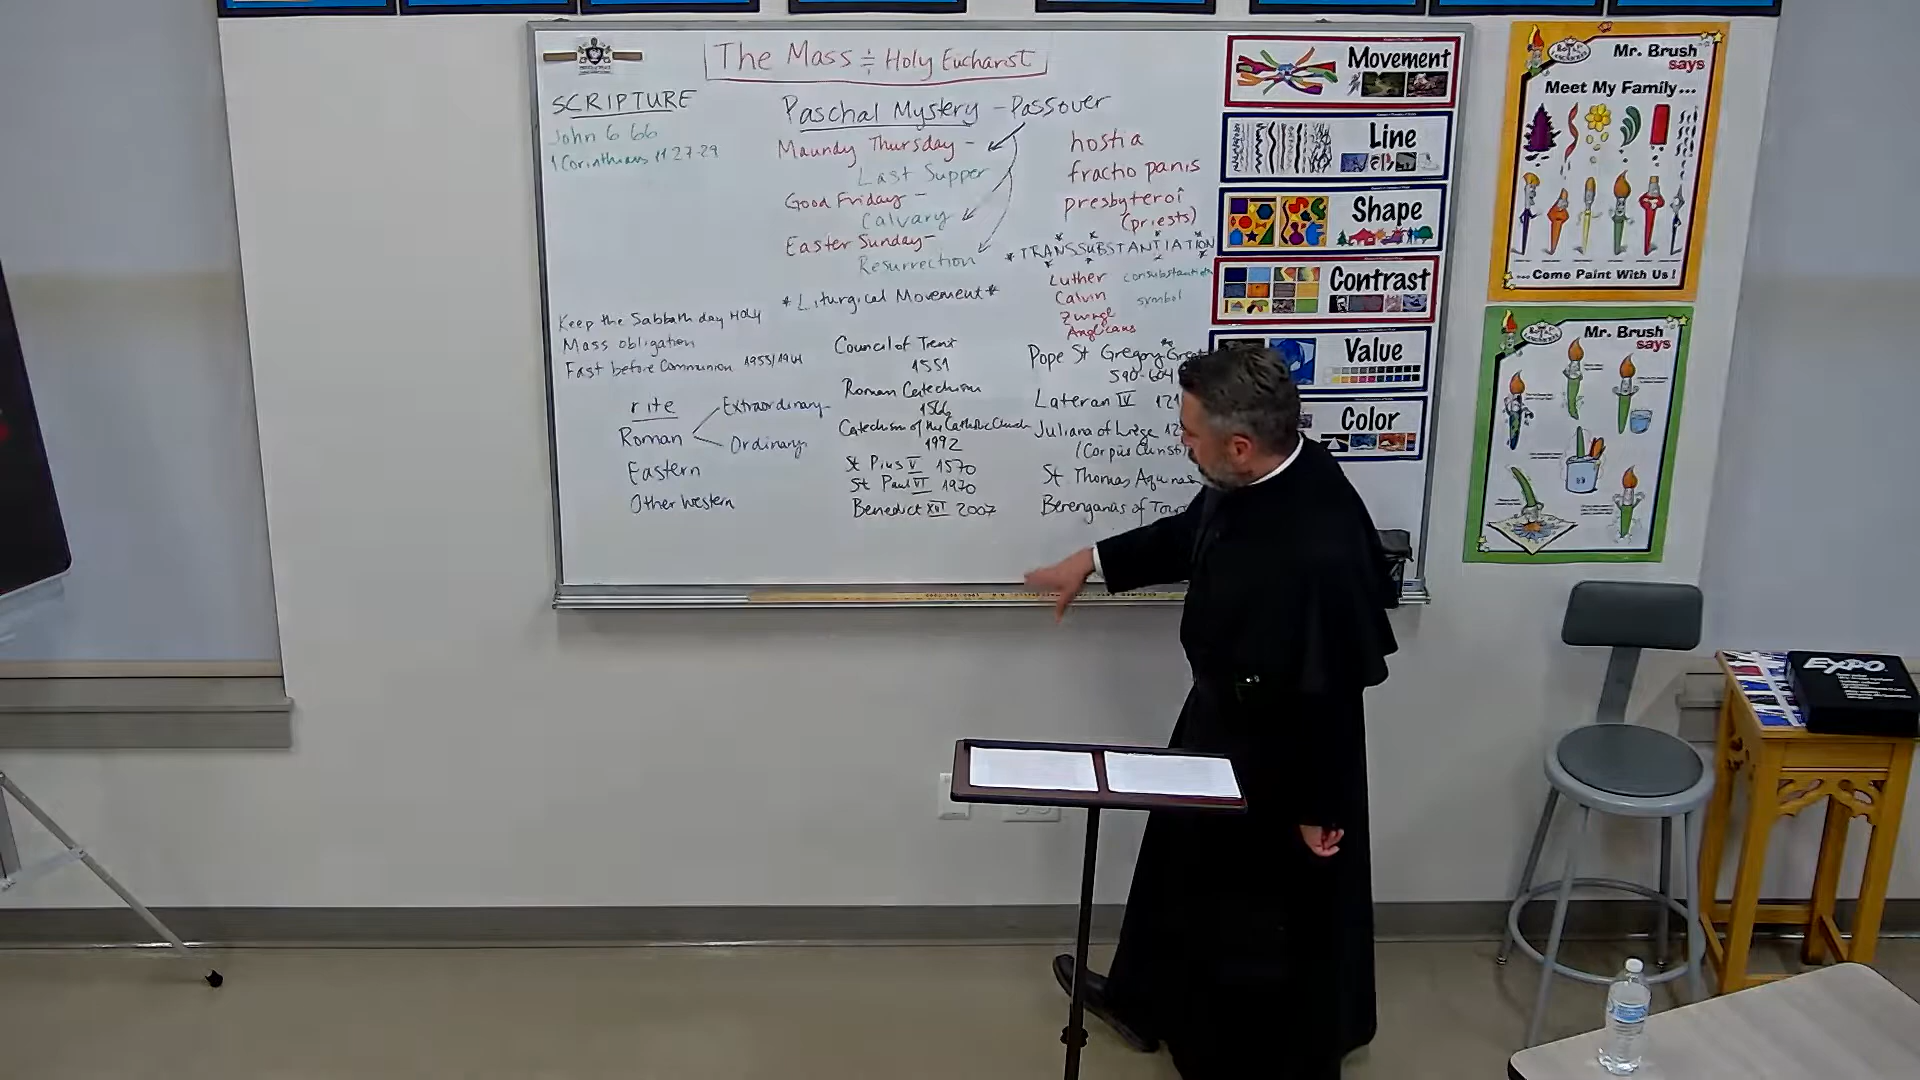 The Mass ÷ Holy Eucharist
SCRIPTURE
John 6 66
1 Corinthians 11 27-29
Paschal Mystery - Passover
Maundy Thursday -
Last Supper
Good Friday -
Calvary
Easter Sunday -
Resurrection
*Liturgical Movement*
hostia
fractio panis
presbyteroi
(priests)
*TRANSSUBSTANTIATION
Luther consubstantion
Calvin symbol
Zwingli
Anglicans
Keep the Sabbath day HOLY
Mass obligation
Fast before Communion 1953/1964
rite
Roman
Extraordinary
Ordinary
Eastern
Other Western
Council of Trent
1551
Roman Catechism
1566
Catechism of the Catholic Church
1992
St Pius V 1570
St Paul VI 1970
Benedict XVI 2007
Pope St Gregory Great
590-604
Lateran IV 121
Juliana of Liège 12
(Corpus Christi
St Thomas Aquinas
Berengarius of Tours
Movement
Line
Shape
Contrast
Value
Color
Mr. Brush
says
Meet My Family...
...Come Paint With Us!
Mr. Brush
says
EXPO